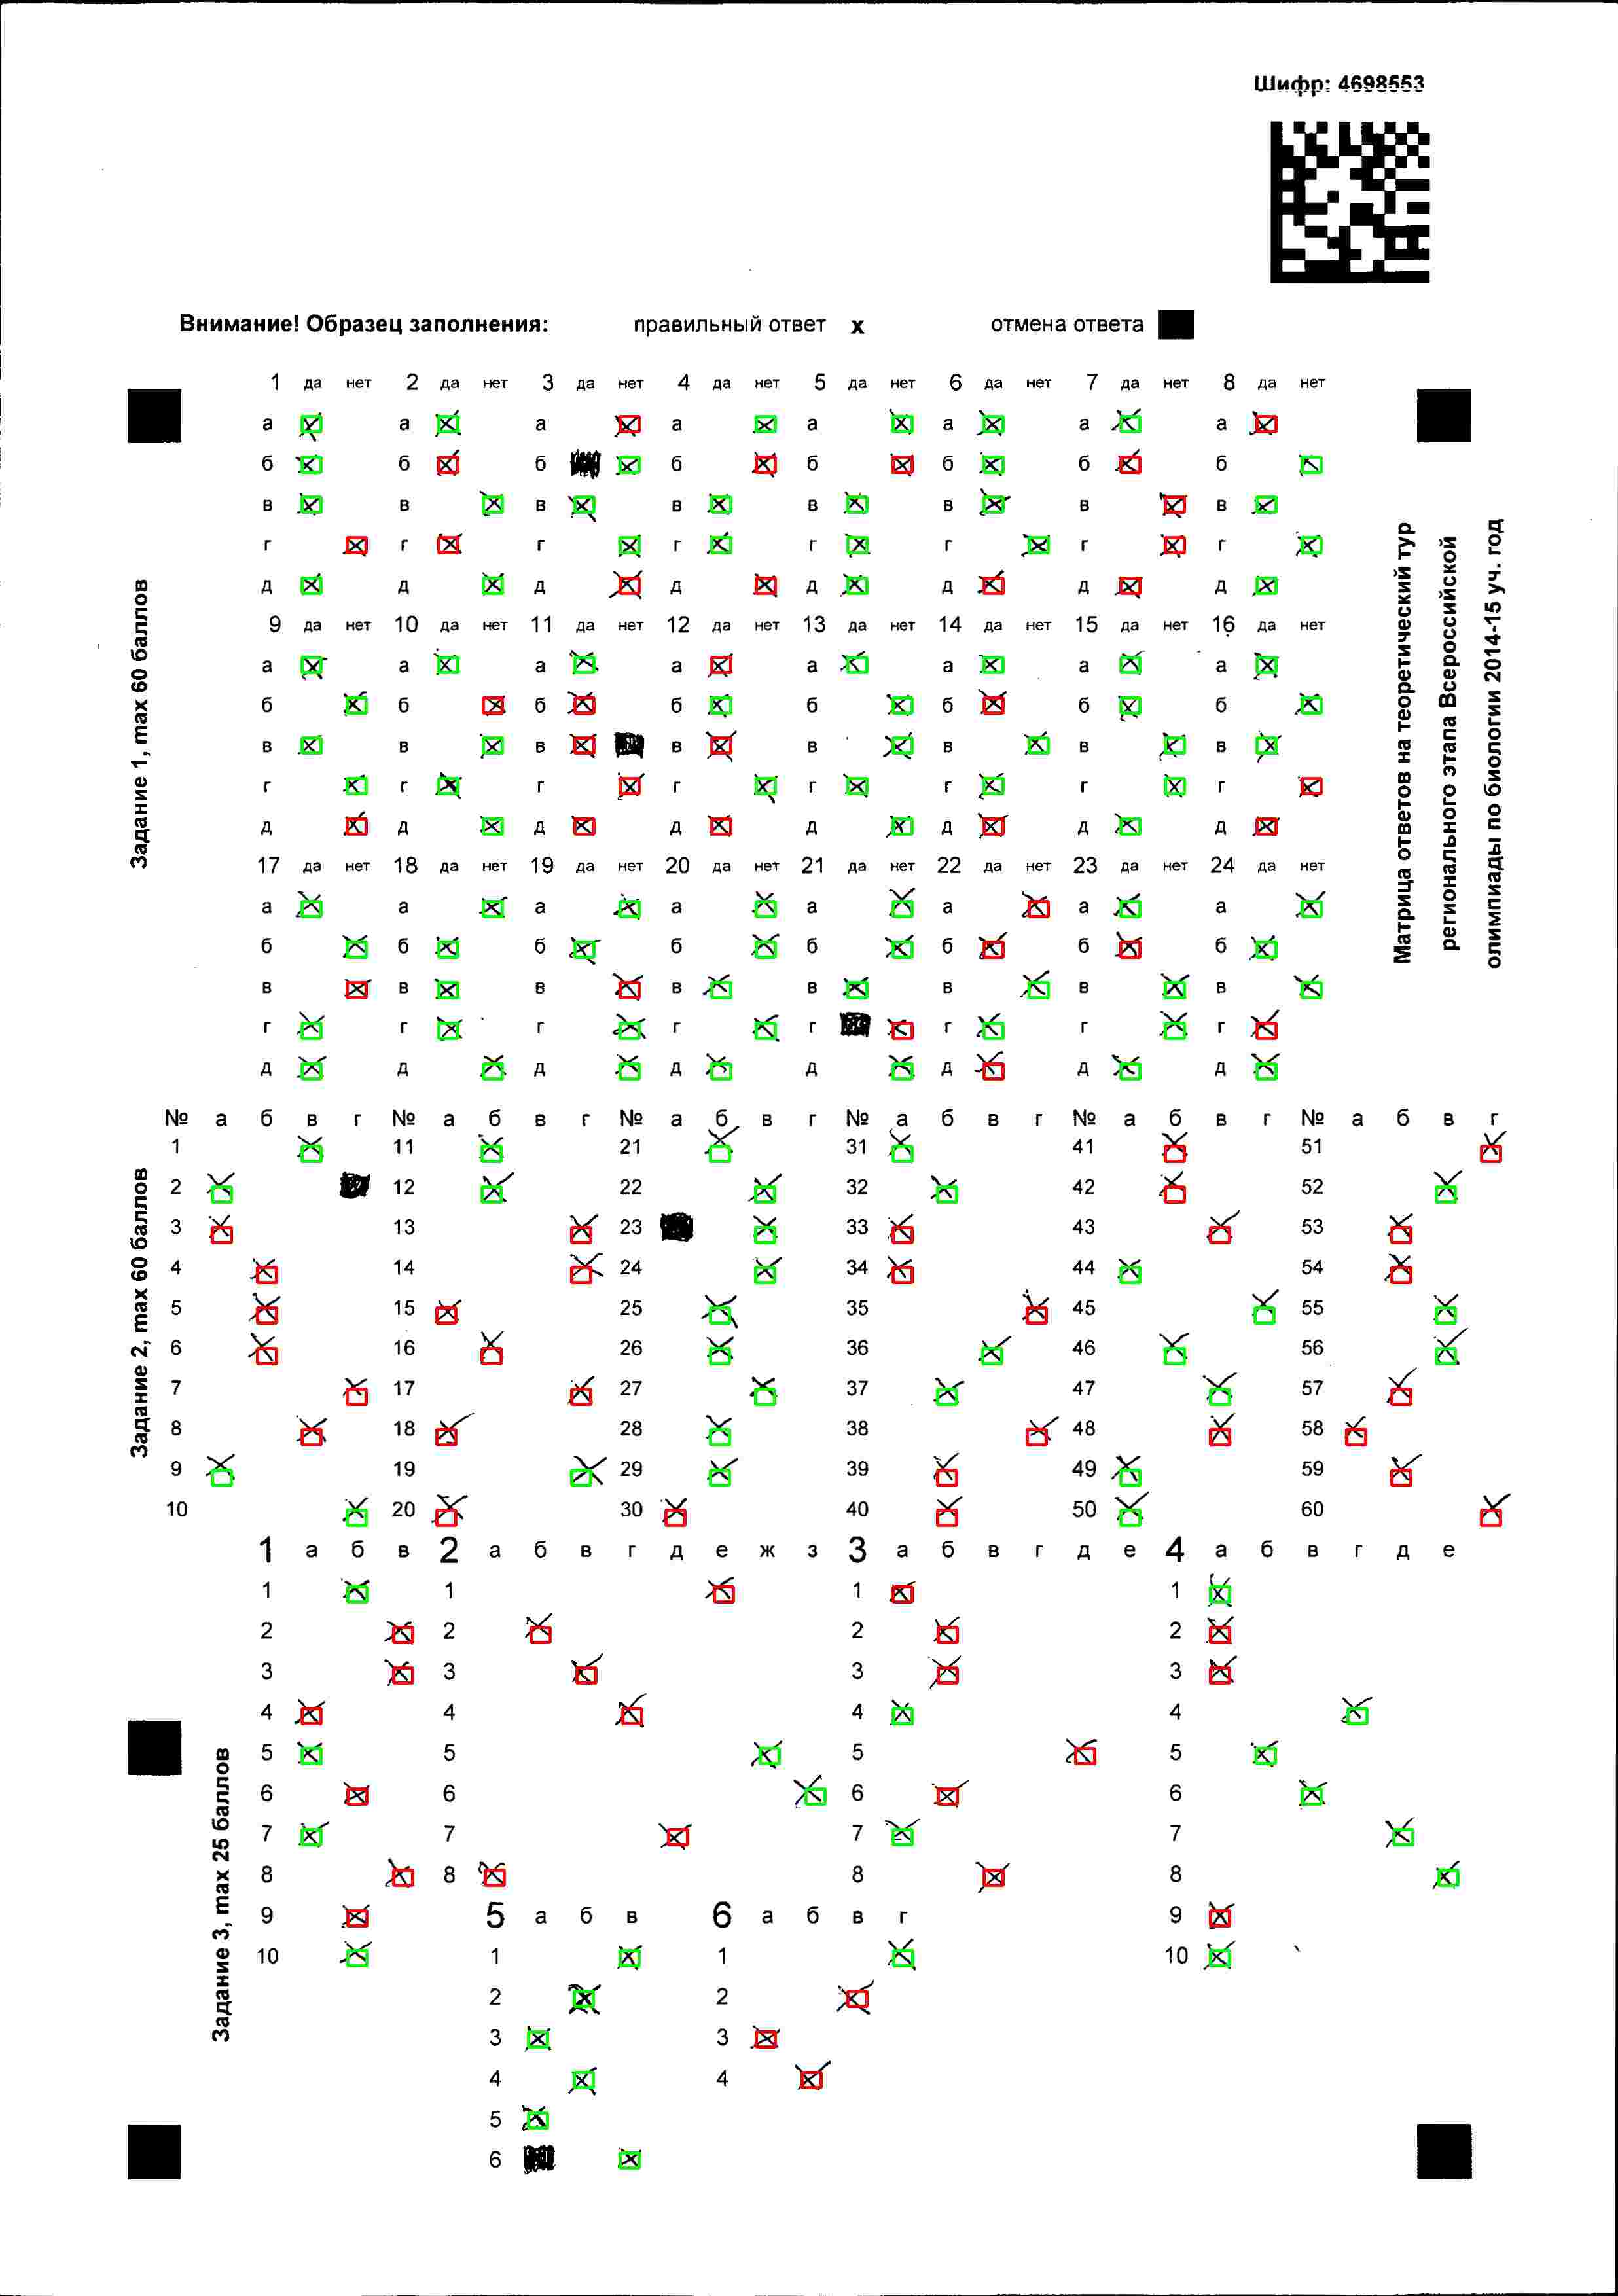 Шифр: 4698553
Внимание! Образец заполнения: правильный ответ x отмена ответа
1 да нет 2 да нет 3 да нет 4 да нет 5 да нет 6 да нет 7 да нет 8 да нет
а а а а а а а а
б б б б б б б б
в в в в в в в в
г г г г г г г г
д д д д д д д д
9 да нет 10 да нет 11 да нет 12 да нет 13 да нет 14 да нет 15 да нет 16 да нет
а а а а а а а а
б б б б б б б б
в в в в в в в в
г г г г г г г г
д д д д д д д д
17 да нет 18 да нет 19 да нет 20 да нет 21 да нет 22 да нет 23 да нет 24 да нет
а а а а а а а а
б б б б б б б б
в в в в в в в в
г г г г г г г г
д д д д д д д д
Задание 1, max 60 баллов
Матрица ответов на теоретический тур
регионального этапа Всероссийской
олимпиады по биологии 2014-15 уч. год
№ а б в г № а б в г № а б в г № а б в г № а б в г № а б в г
1 11 21 31 41 51
2 12 22 32 42 52
3 13 23 33 43 53
4 14 24 34 44 54
5 15 25 35 45 55
6 16 26 36 46 56
7 17 27 37 47 57
8 18 28 38 48 58
9 19 29 39 49 59
10 20 30 40 50 60
Задание 2, max 60 баллов
1 а б в 2 а б в г д е ж з 3 а б в г д е 4 а б в г д е
1 1 1 1
2 2 2 2
3 3 3 3
4 4 4 4
5 5 5 5
6 6 6 6
7 7 7 7
8 8 8 8
9 5 а б в 6 а б в г 9
10 1 1 10
2 2
3 3
4 4
5
6
Задание 3, max 25 баллов